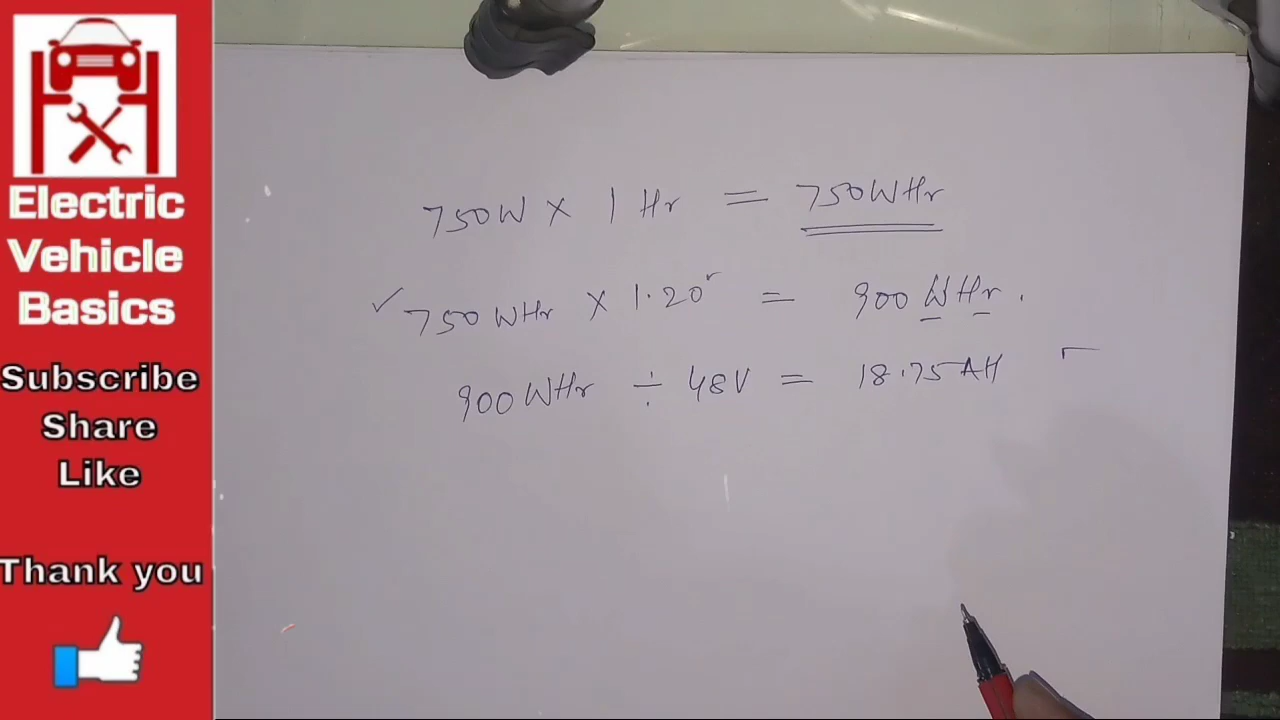 Electric
Vehicle
Basics
Subscribe
Share
Like
Thank you
750W X 1 Hr = 750WHr
750 WHr X 1.20 = 900 WHr.
900 WHr ÷ 48V = 18.75 AH